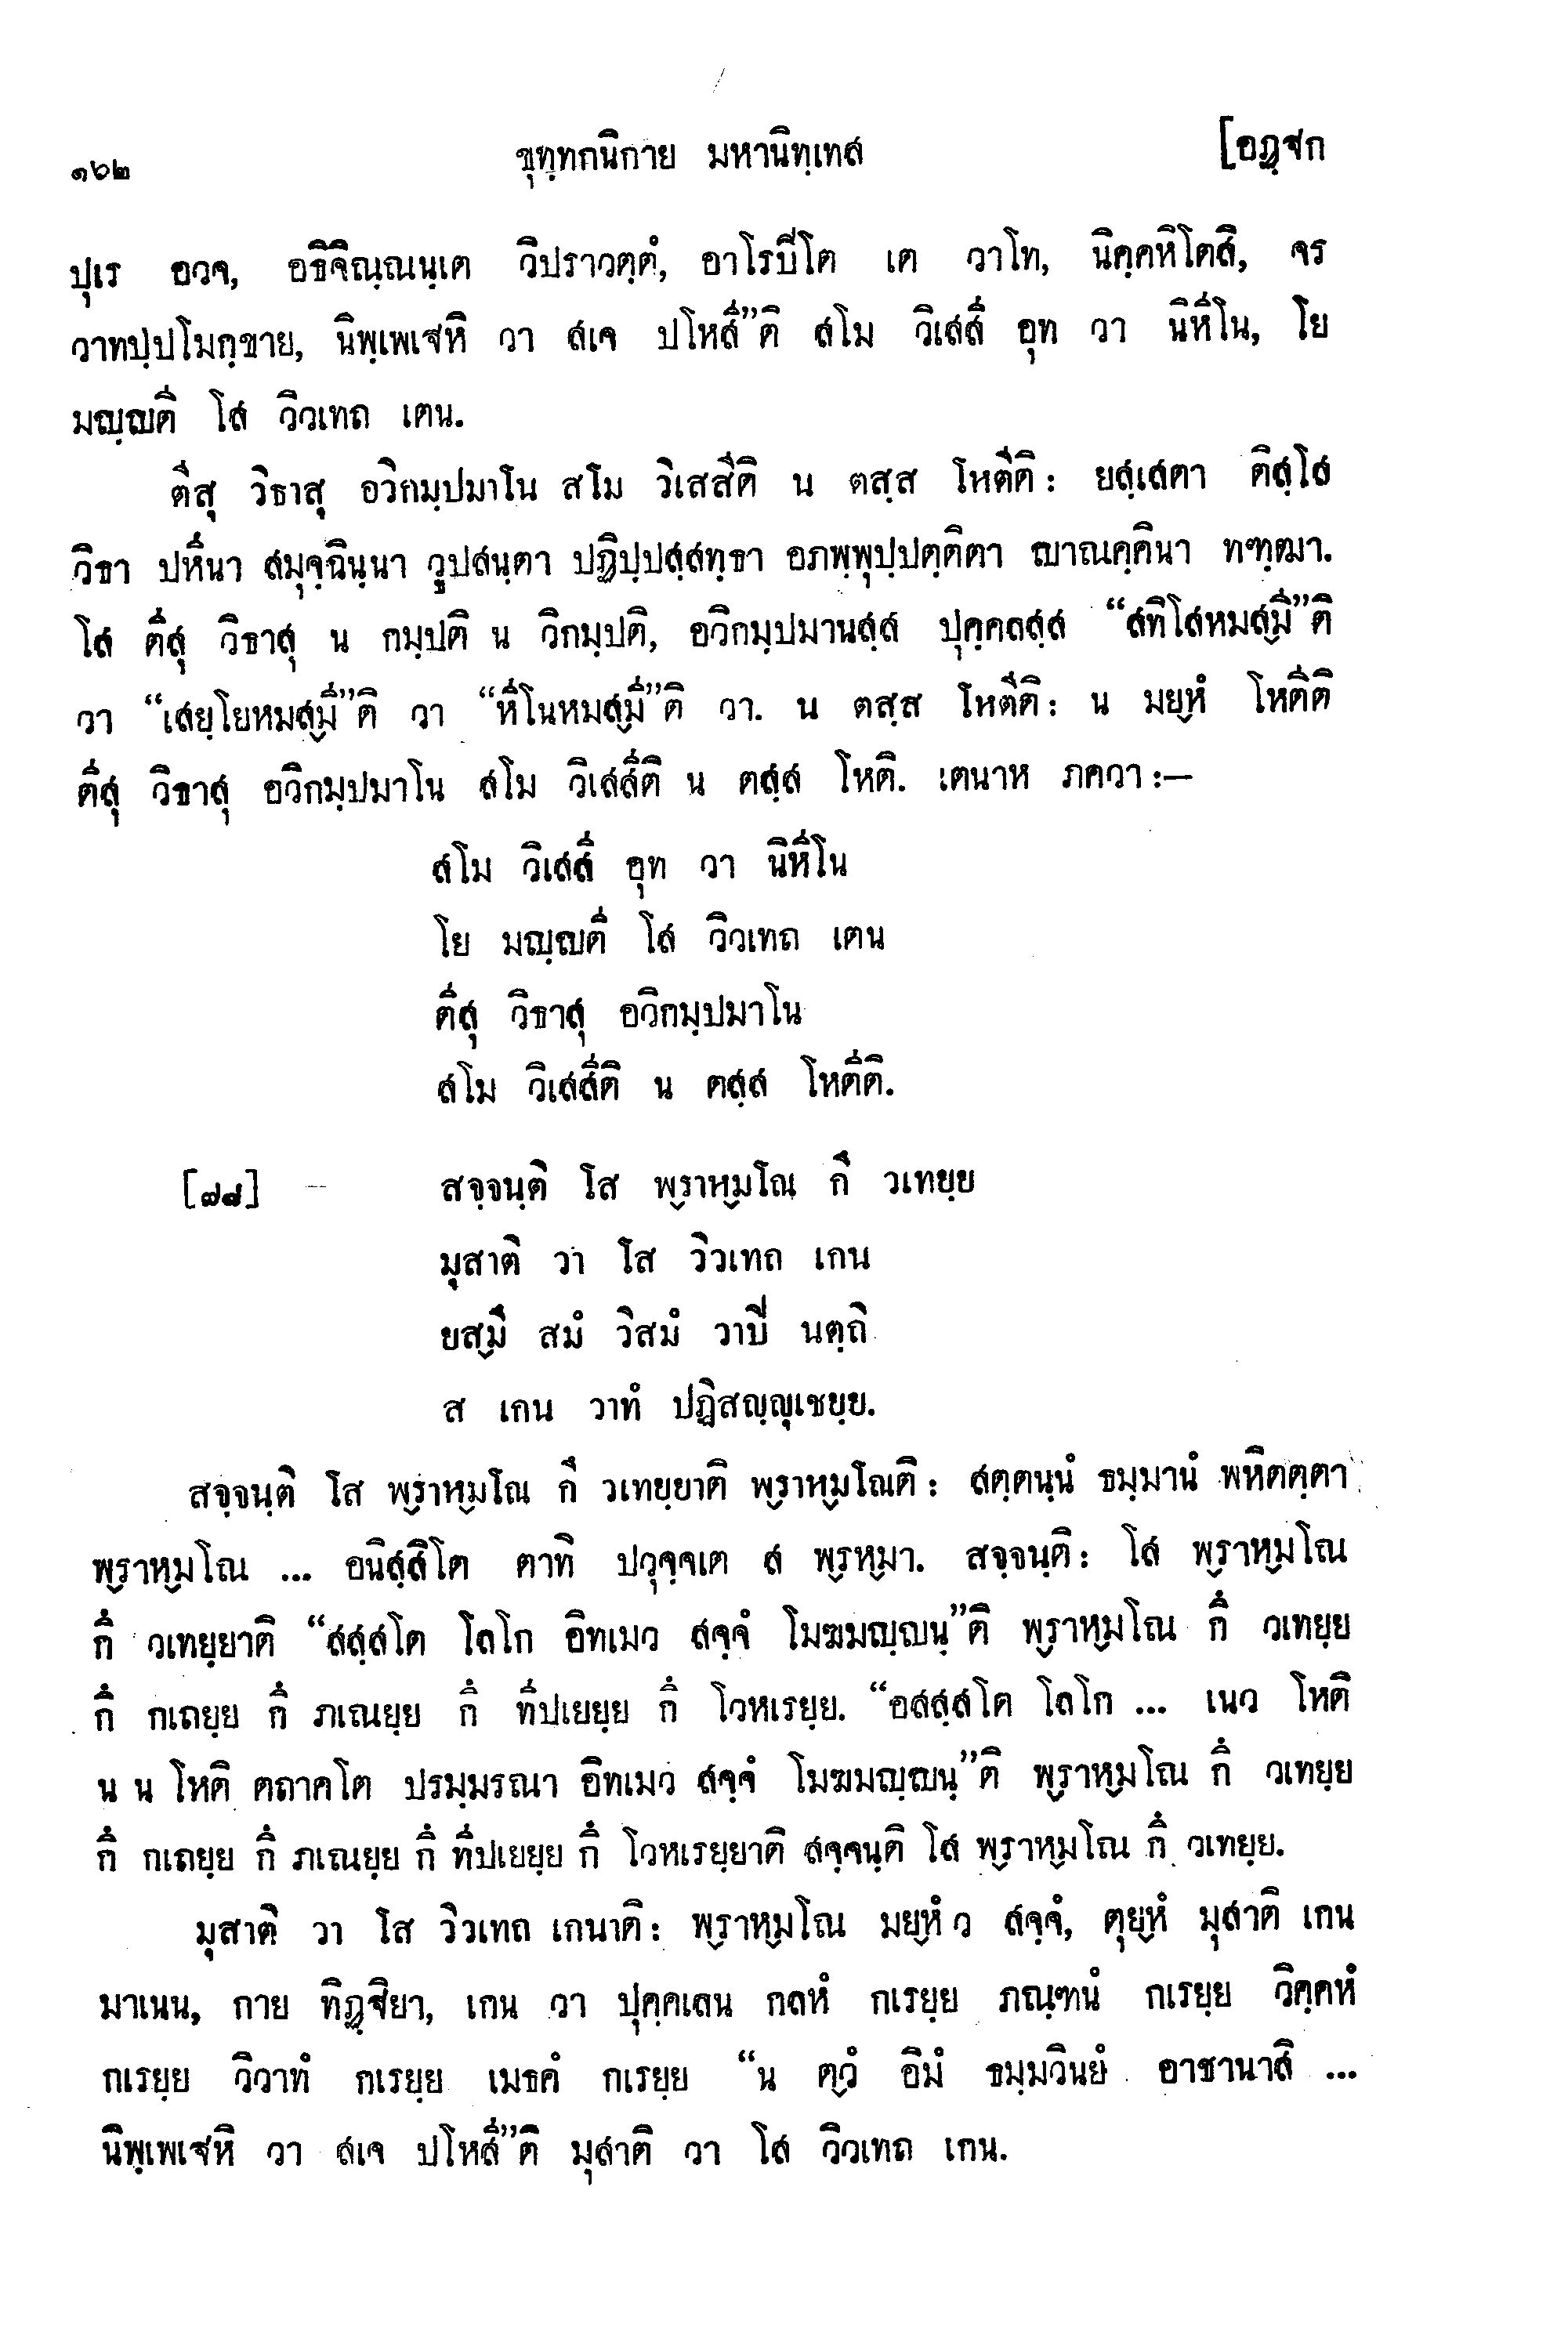 ๑๖๒ ขุทฺทกนิกาย มหานิทฺเทส [อฏฺฐก
ปุเร อวจ, อธิจิณฺณนฺเต วิปราวตฺตํ, อาโรปิโต เต วาโท, นิคฺคหิโตสิ, จร
วาทปฺปโมกฺขาย, นิพฺเพเฐหิ วา สเจ ปโหสี”ติ สโม วิเสสี อุท วา นิหีโน, โย
มญฺญตี โส วิวเทถ เตน.
ตีสุ วิธาสุ อวิกมฺปมาโน สโม วิเสสีติ น ตสฺส โหตีติ: ยสฺเสตา ติสฺโส
วิธา ปหีนา สมุจฺฉินฺนา วูปสนฺตา ปฏิปฺปสฺสทฺธา อภพฺพุปฺปตฺติตา ญาณคฺคินา ทฑฺฒา.
โส ตีสุ วิธาสุ น กมฺปติ น วิกมฺปติ, อวิกมฺปมานสฺส ปุคฺคลสฺส “สทิโสหมสฺมี”ติ
วา “เสยฺโยหมสฺมี”ติ วา “หีโนหมสฺมี”ติ วา. น ตสฺส โหตีติ: น มยฺหํ โหตีติ
ตีสุ วิธาสุ อวิกมฺปมาโน สโม วิเสสีติ น ตสฺส โหติ. เตนาห ภควา:—
สโม วิเสสี อุท วา นิหีโน
โย มญฺญตี โส วิวเทถ เตน
ตีสุ วิธาสุ อวิกมฺปมาโน
สโม วิเสสีติ น ตสฺส โหตีติ.
[๗๘] สจฺจนฺติ โส พฺราหฺมโณ กึ วเทยฺย
มุสาติ วา โส วิวเทถ เกน
ยสฺมึ สมํ วิสมํ วาปี นตฺถิ
ส เกน วาทํ ปฏิสญฺญุเชยฺย.
สจฺจนฺติ โส พฺราหฺมโณ กึ วเทยฺยาติ พฺราหฺมโณติ: สตฺตนฺนํ ธมฺมานํ พหิตตฺตา
พฺราหฺมโณ ... อนิสฺสิโต ตาทิ ปวุจฺจเต ส พฺรหฺมา. สจฺจนฺติ: โส พฺราหฺมโณ
กึ วเทยฺยาติ “สสฺสโต โลโก อิทเมว สจฺจํ โมฆมญฺญนฺ”ติ พฺราหฺมโณ กึ วเทยฺย
กึ กเถยฺย กึ ภเณยฺย กึ ทีปเยยฺย กึ โวหเรยฺย. “อสสฺสโต โลโก ... เนว โหติ
น น โหติ ตถาคโต ปรมฺมรณา อิทเมว สจฺจํ โมฆมญฺญนฺ”ติ พฺราหฺมโณ กึ วเทยฺย
กึ กเถยฺย กึ ภเณยฺย กึ ทีปเยยฺย กึ โวหเรยฺยาติ สจฺจนฺติ โส พฺราหฺมโณ กึ วเทยฺย.
มุสาติ วา โส วิวเทถ เกนาติ: พฺราหฺมโณ มยฺหํว สจฺจํ, ตุยฺหํ มุสาติ เกน
มาเนน, กาย ทิฏฺฐิยา, เกน วา ปุคฺคเลน กลหํ กเรยฺย ภณฺฑนํ กเรยฺย วิคฺคหํ
กเรยฺย วิวาทํ กเรยฺย เมธคํ กเรยฺย “น ตฺวํ อิมํ ธมฺมวินยํ อาชานาสิ ...
นิพฺเพเฐหิ วา สเจ ปโหสี”ติ มุสาติ วา โส วิวเทถ เกน.